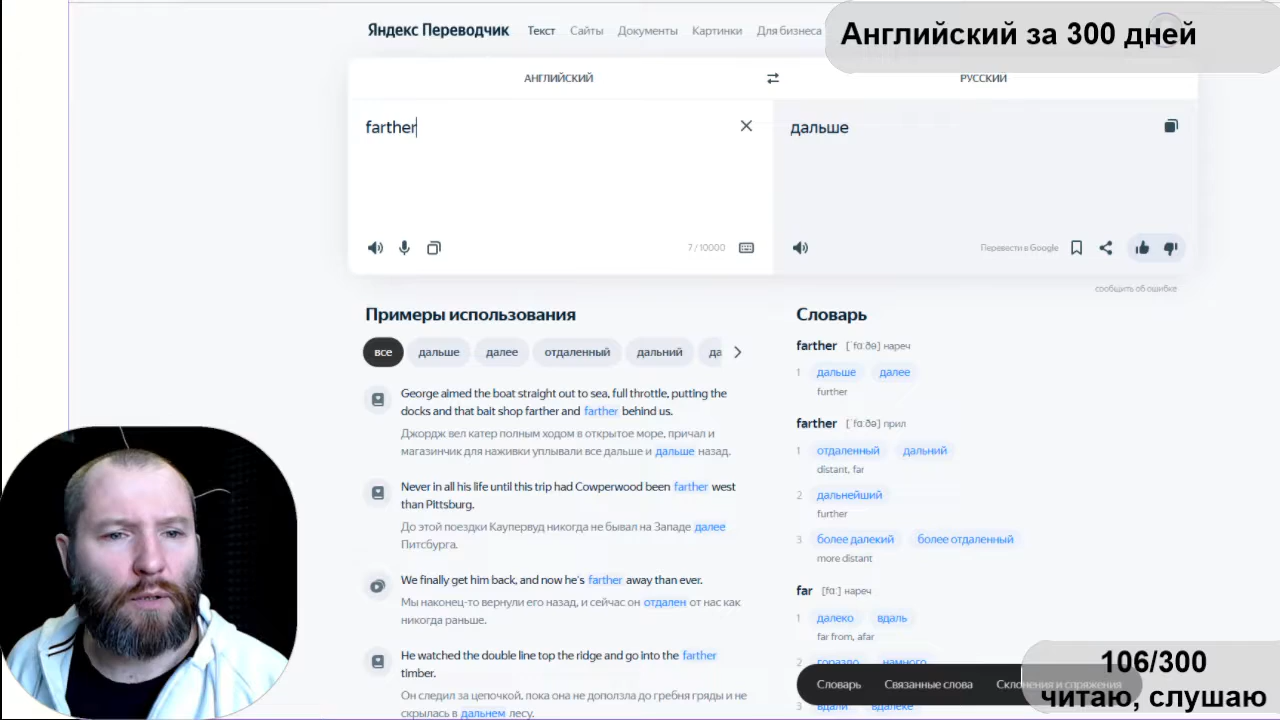 Яндекс Переводчик
Текст
Сайты
Документы
Картинки
Для бизнеса
Английский за 300 дней
АНГЛИЙСКИЙ
РУССКИЙ
farther
дальше
7 / 10000
Перевести в Google
сообщить об ошибке
Примеры использования
все
дальше
далее
отдаленный
дальний
да
George aimed the boat straight out to sea, full throttle, putting the
docks and that bait shop farther and farther behind us.
Джордж вел катер полным ходом в открытое море, причал и
магазинчик для наживки уплывали все дальше и дальше назад.
Never in all his life until this trip had Cowperwood been farther west
than Pittsburg.
До этой поездки Каупервуд никогда не бывал на Западе далее
Питсбурга.
We finally get him back, and now he's farther away than ever.
Мы наконец-то вернули его назад, и сейчас он отдален от нас как
никогда раньше.
He watched the double line top the ridge and go into the farther
timber.
Он следил за цепочкой, пока она не доползла до гребня гряды и не
скрылась в дальнем лесу.
Словарь
farther [ˈfɑːðə] нареч
1 дальше далее
further
farther [ˈfɑːðə] прил
1 отдаленный дальний
distant, far
2 дальнейший
further
3 более далекий более отдаленный
more distant
far [fɑː] нареч
1 далеко вдаль
far from, afar
2 гораздо намного
Словарь
Связанные слова
Склонения и спряжения
3 вдали вдалеке
106/300
читаю, слушаю